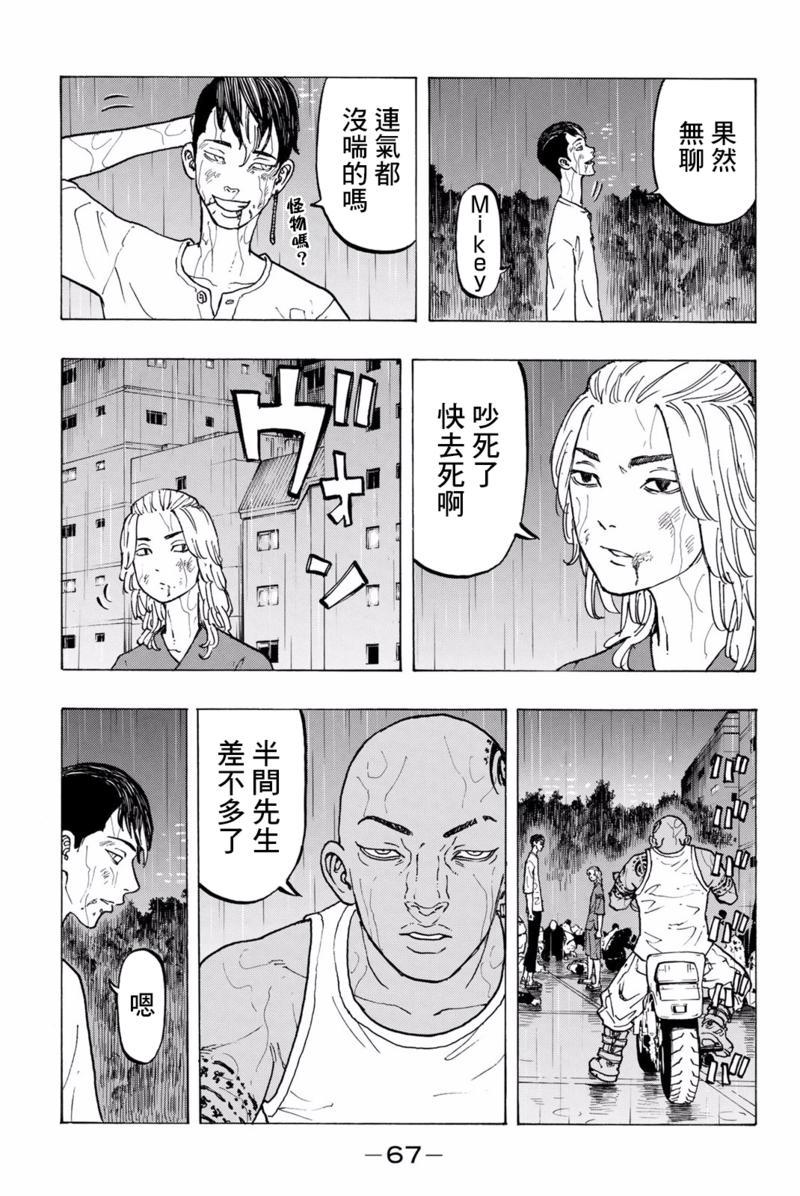 果然
無聊
Mikey
連氣都
沒喘的嗎
怪物嗎？
吵死了
快去死啊
ヴォン
ババババ
半間先生
差不多了
嗯
—67—